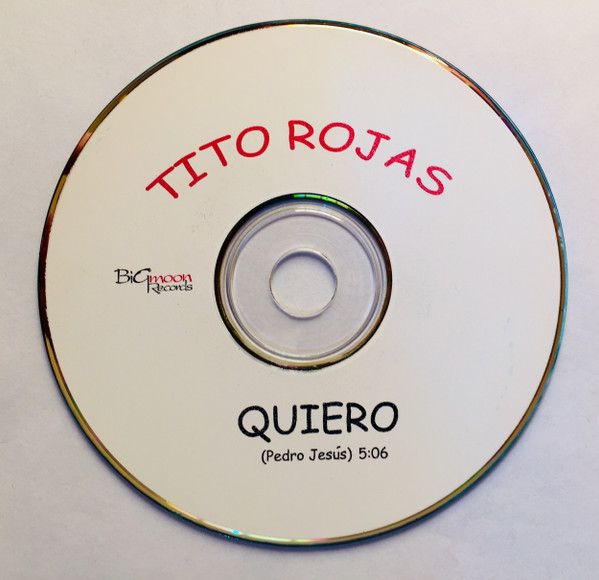 TITO ROJAS
BiGmoon
Records
QUIERO
(Pedro Jesús) 5:06